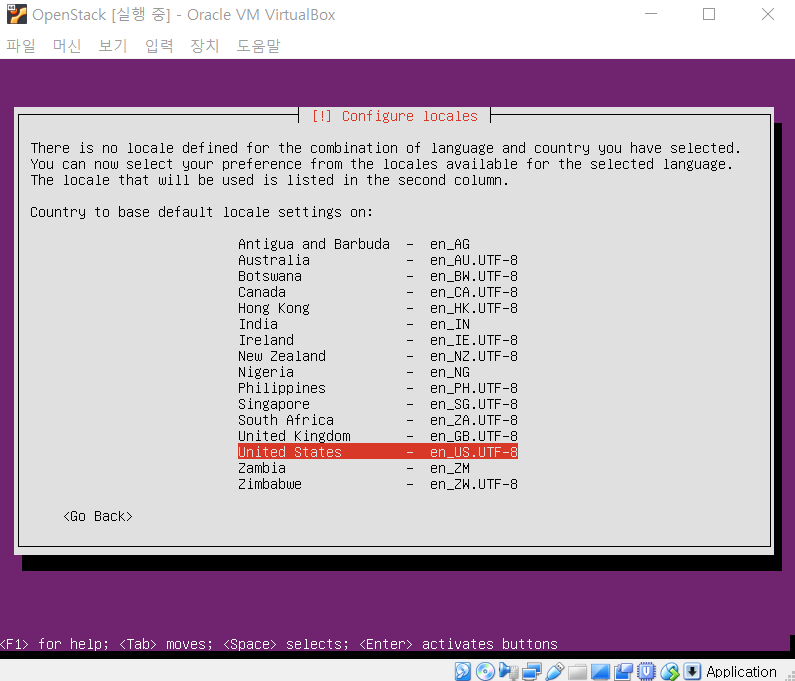 OpenStack [실행 중] - Oracle VM VirtualBox
파일 머신 보기 입력 장치 도움말
[!] Configure locales
There is no locale defined for the combination of language and country you have selected.
You can now select your preference from the locales available for the selected language.
The locale that will be used is listed in the second column.
Country to base default locale settings on:
Antigua and Barbuda - en_AG
Australia - en_AU.UTF-8
Botswana - en_BW.UTF-8
Canada - en_CA.UTF-8
Hong Kong - en_HK.UTF-8
India - en_IN
Ireland - en_IE.UTF-8
New Zealand - en_NZ.UTF-8
Nigeria - en_NG
Philippines - en_PH.UTF-8
Singapore - en_SG.UTF-8
South Africa - en_ZA.UTF-8
United Kingdom - en_GB.UTF-8
United States - en_US.UTF-8
Zambia - en_ZM
Zimbabwe - en_ZW.UTF-8
<Go Back>
<F1> for help; <Tab> moves; <Space> selects; <Enter> activates buttons
Application